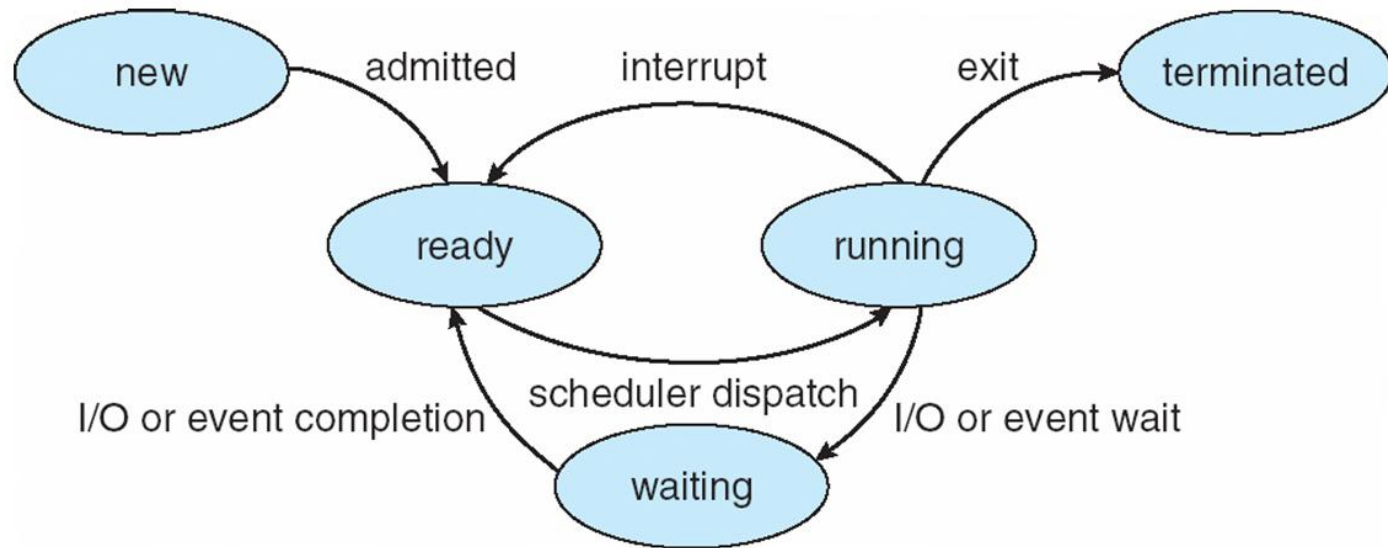 new
admitted
interrupt
exit
terminated
ready
running
scheduler dispatch
I/O or event completion
I/O or event wait
waiting